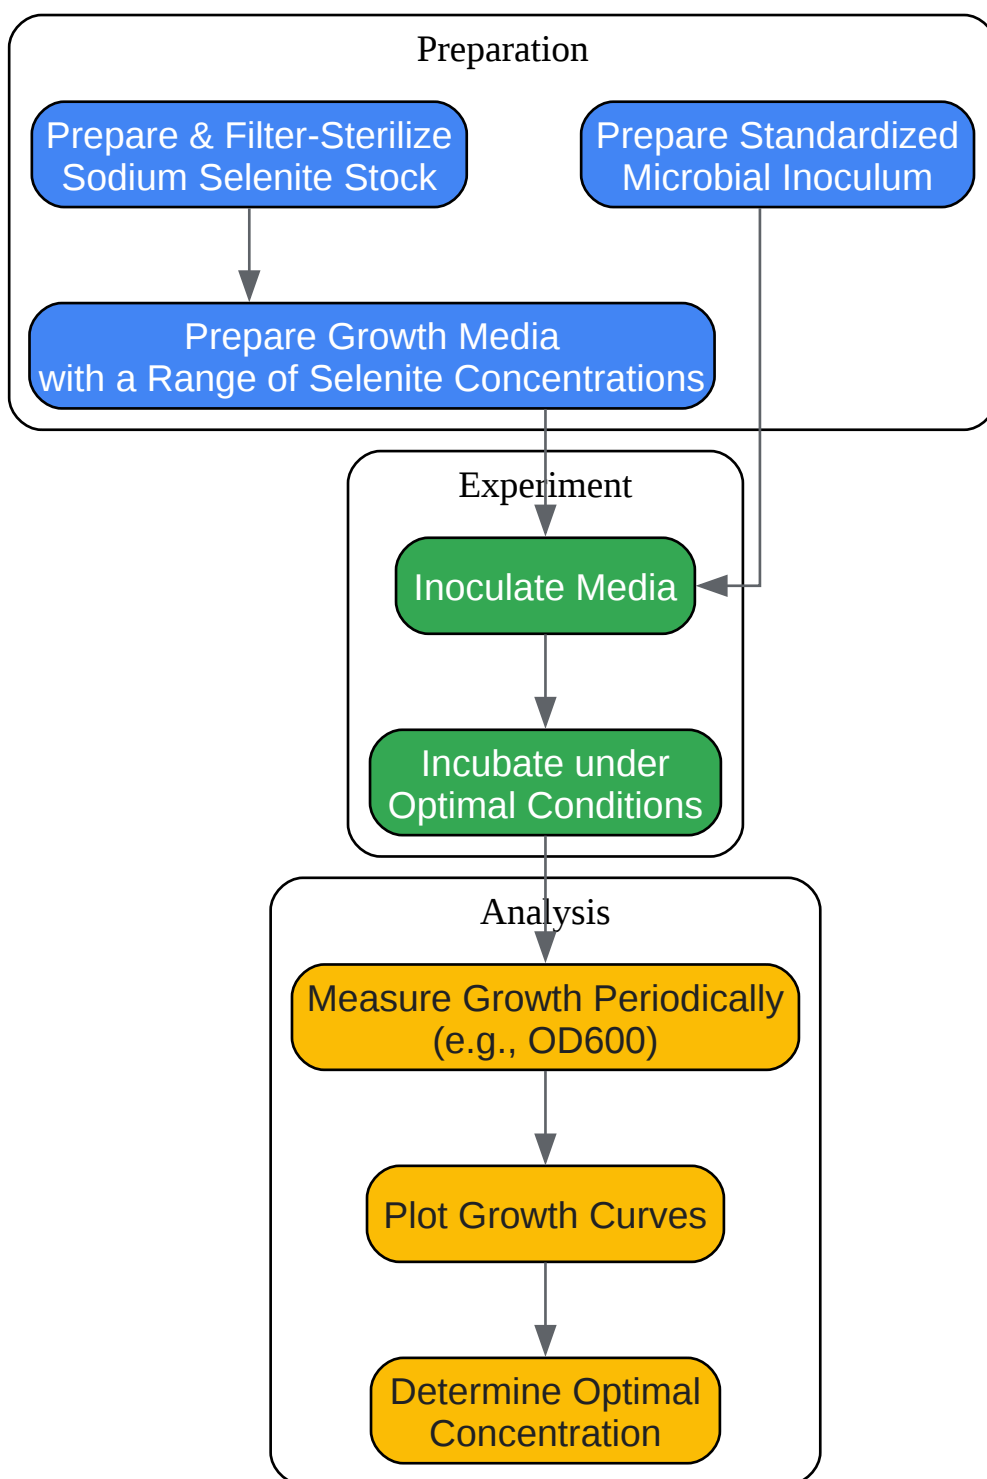 Preparation
Prepare & Filter-Sterilize
Sodium Selenite Stock
Prepare Standardized
Microbial Inoculum
Prepare Growth Media
with a Range of Selenite Concentrations
Experiment
Inoculate Media
Incubate under
Optimal Conditions
Analysis
Measure Growth Periodically
(e.g., OD600)
Plot Growth Curves
Determine Optimal
Concentration